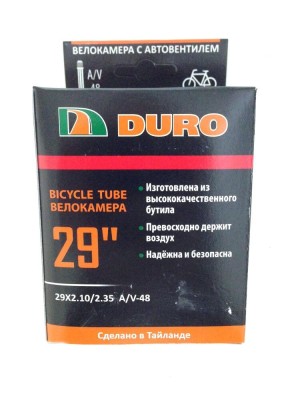 ВЕЛОКАМЕРА С АВТОВЕНТИЛЕМ
A/V
48
DURO
BICYCLE TUBE
ВЕЛОКАМЕРА
29"
29X2.10/2.35 A/V-48
• Изготовлена из
высококачественного
бутила
• Превосходно держит
воздух
• Надёжна и безопасна
Сделано в Тайланде